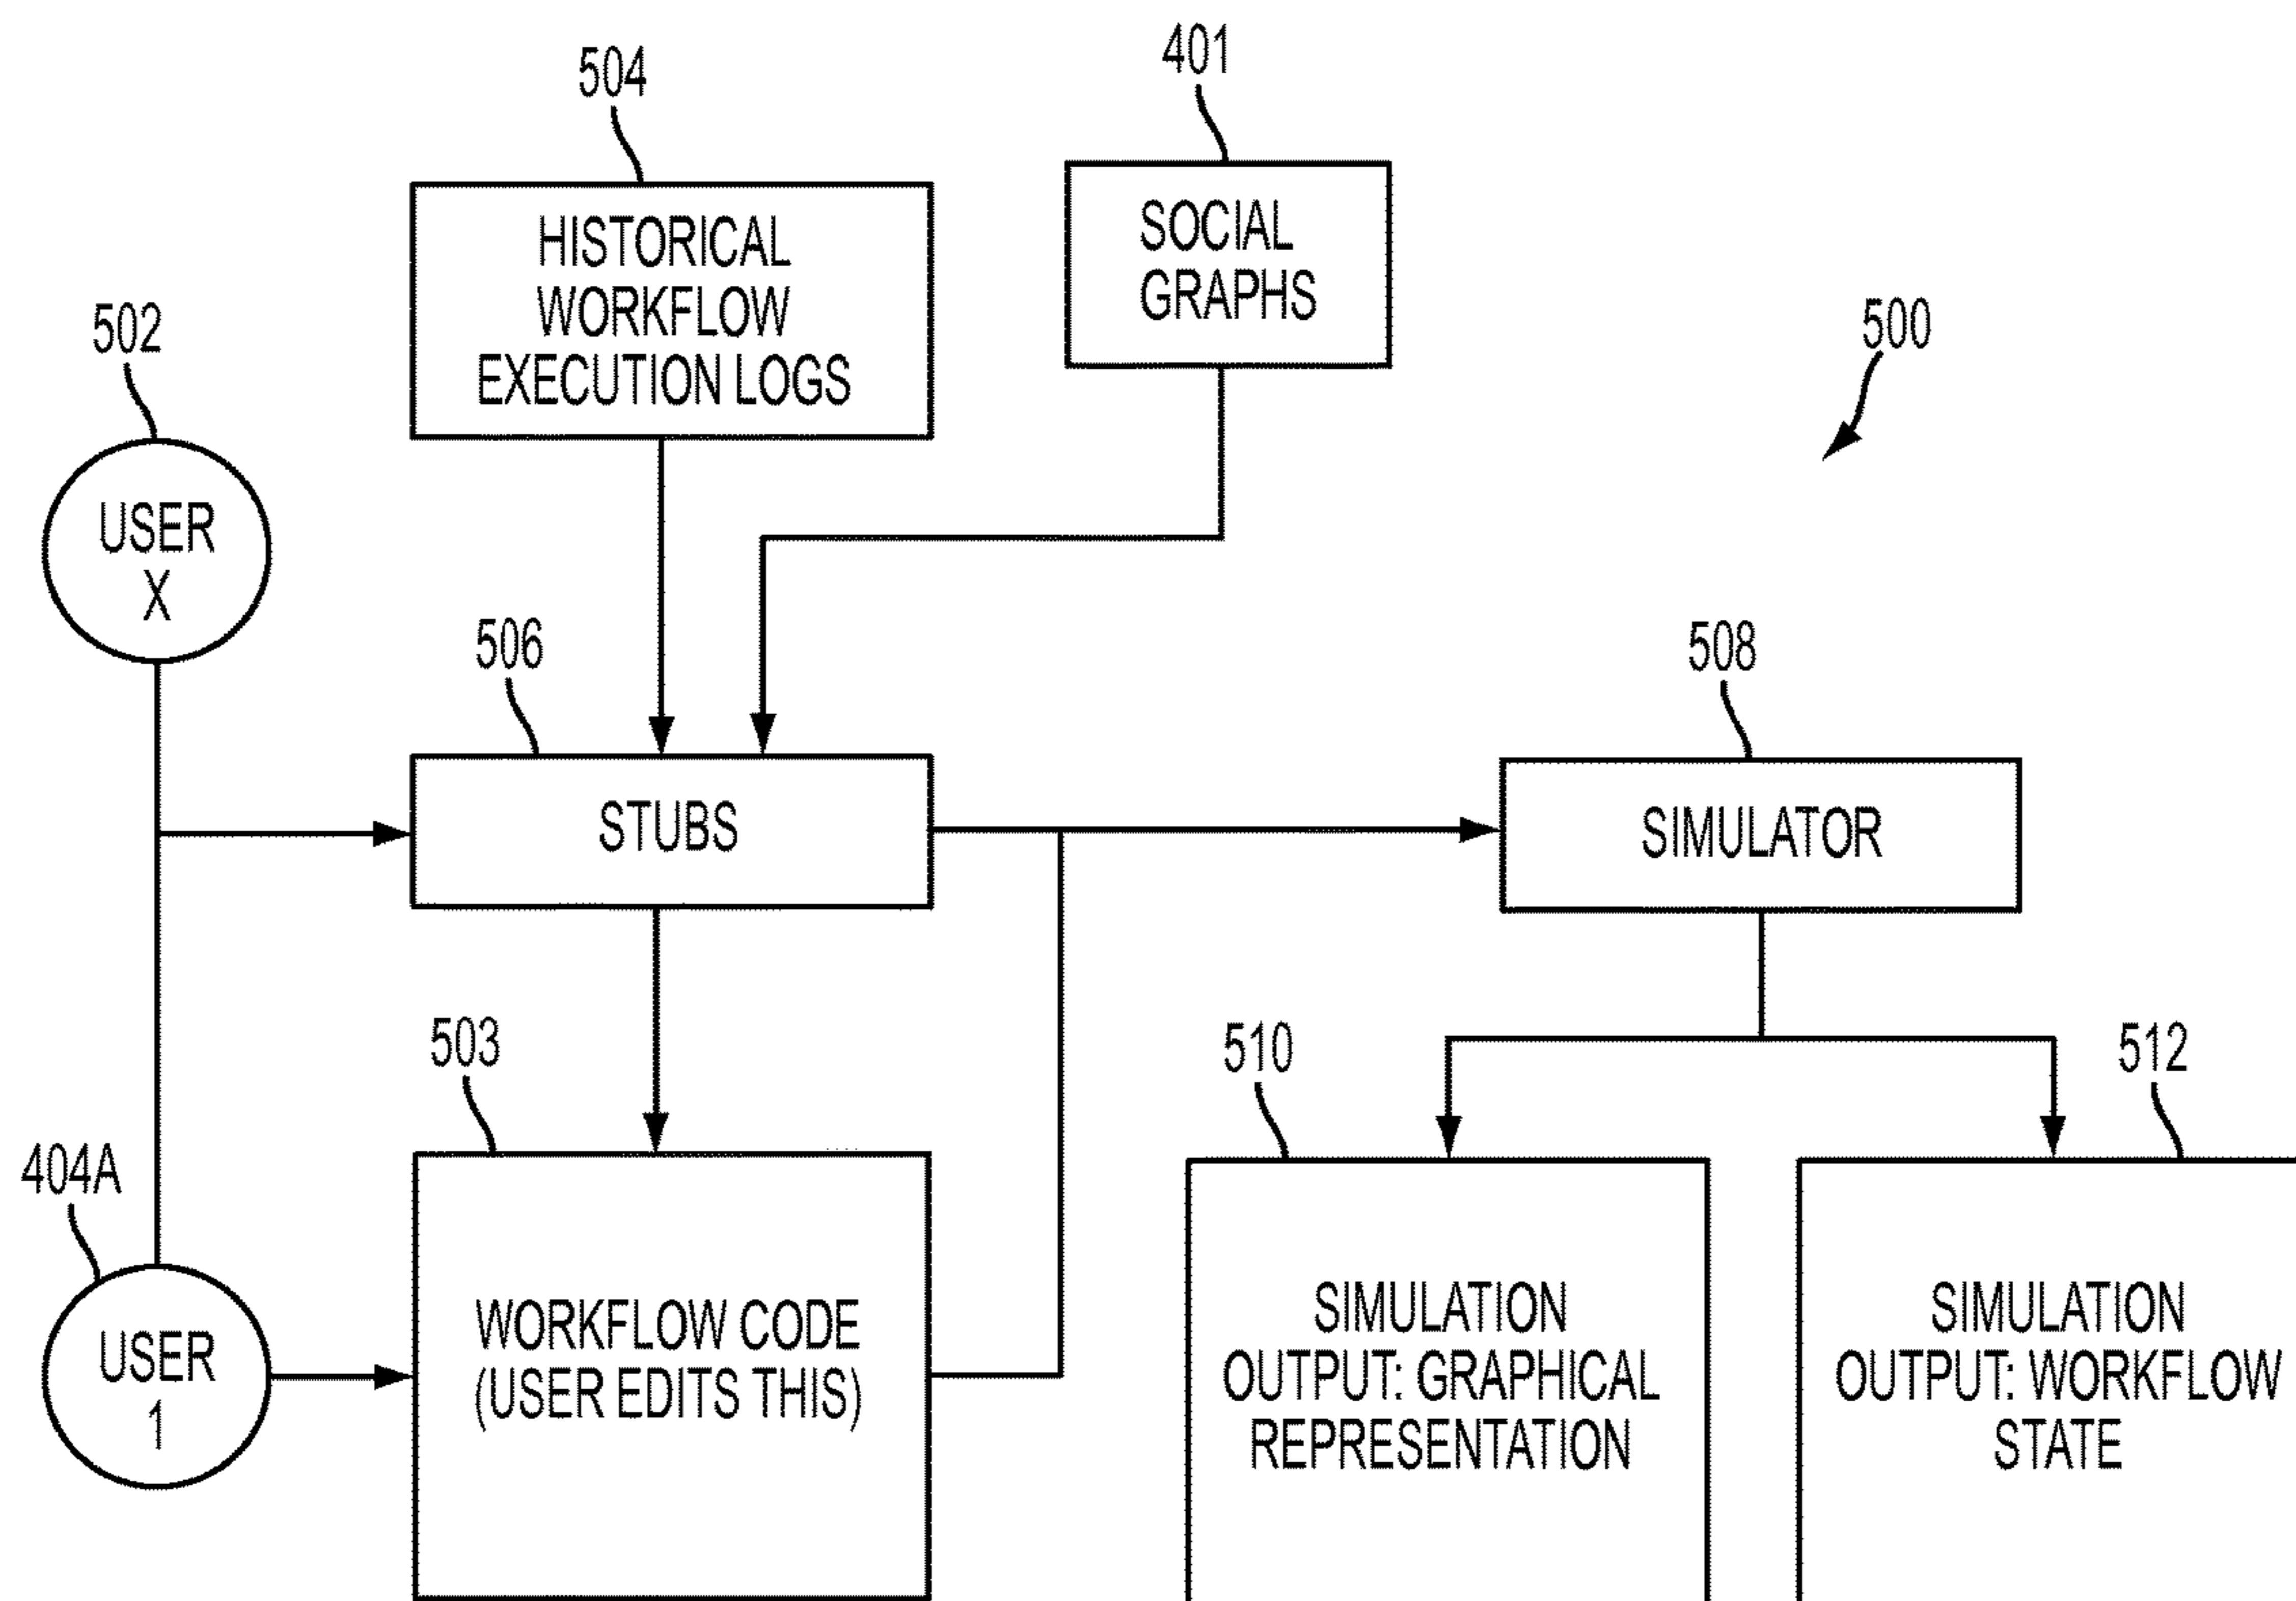 504
401
HISTORICAL
WORKFLOW
EXECUTION LOGS
SOCIAL
GRAPHS
502
500
USER
X
506
508
STUBS
SIMULATOR
503
510
512
404A
USER
1
WORKFLOW CODE
(USER EDITS THIS)
SIMULATION
OUTPUT: GRAPHICAL
REPRESENTATION
SIMULATION
OUTPUT: WORKFLOW
STATE